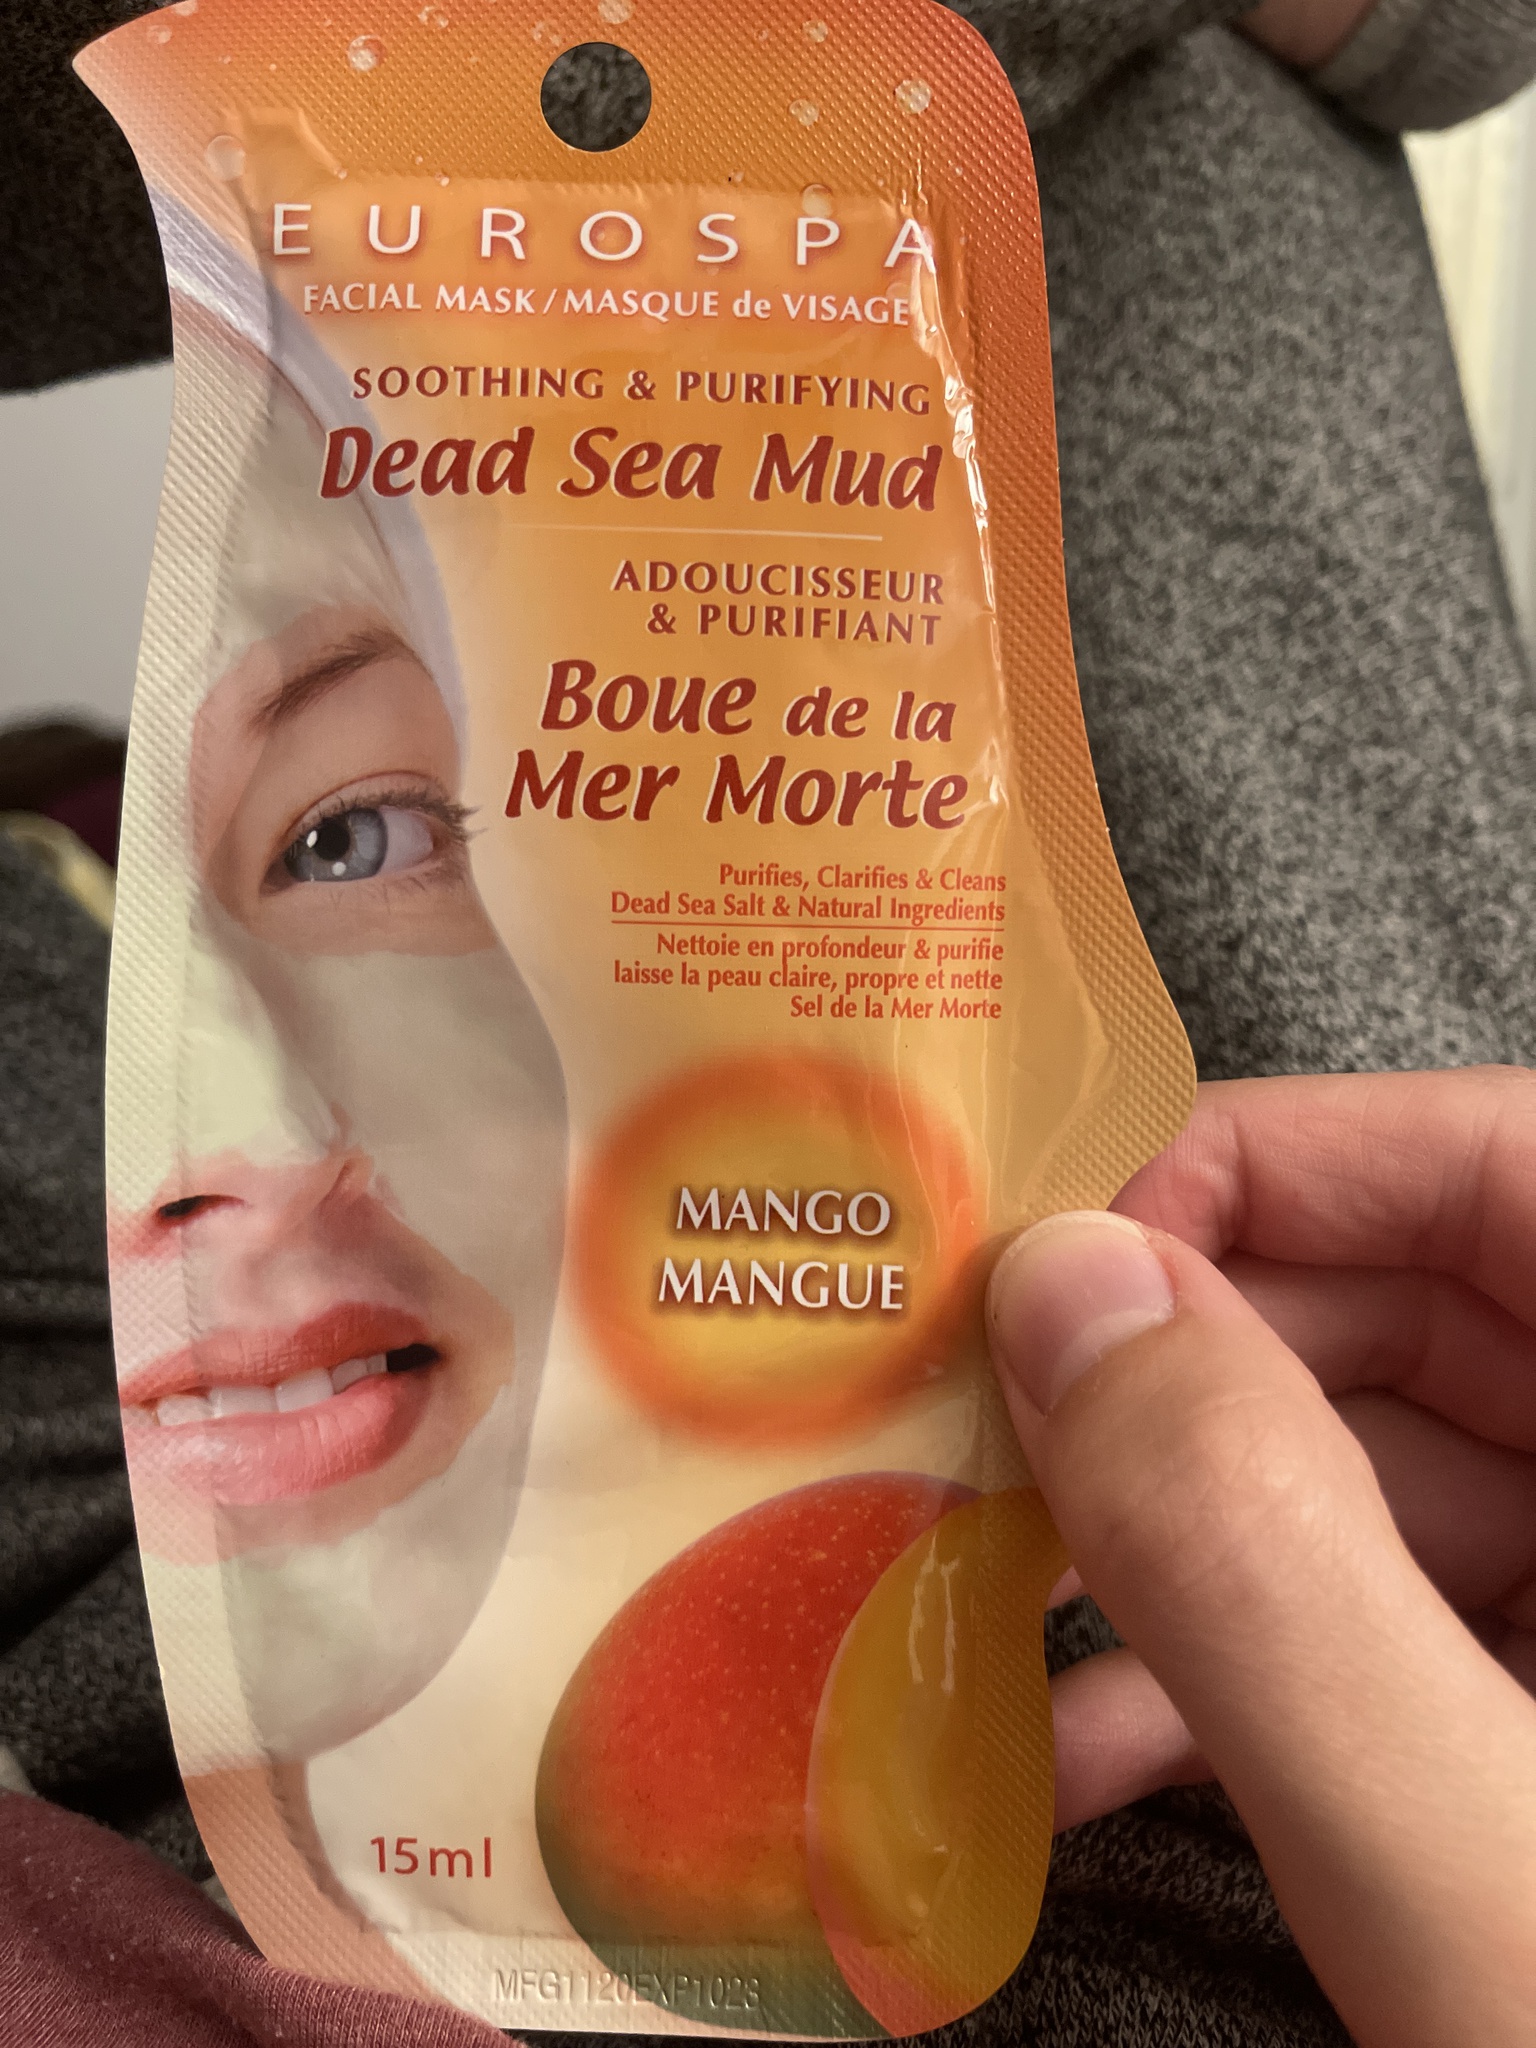 EUROSPA
FACIAL MASK/MASQUE de VISAGE
SOOTHING & PURIFYING
Dead Sea Mud
ADOUCISSEUR
& PURIFIANT
Boue de la
Mer Morte
Purifies, Clarifies & Cleans
Dead Sea Salt & Natural Ingredients
Nettoie en profondeur & purifie
laisse la peau claire, propre et nette
Sel de la Mer Morte
MANGO
MANGUE
15ml
MFG1120EXP1023